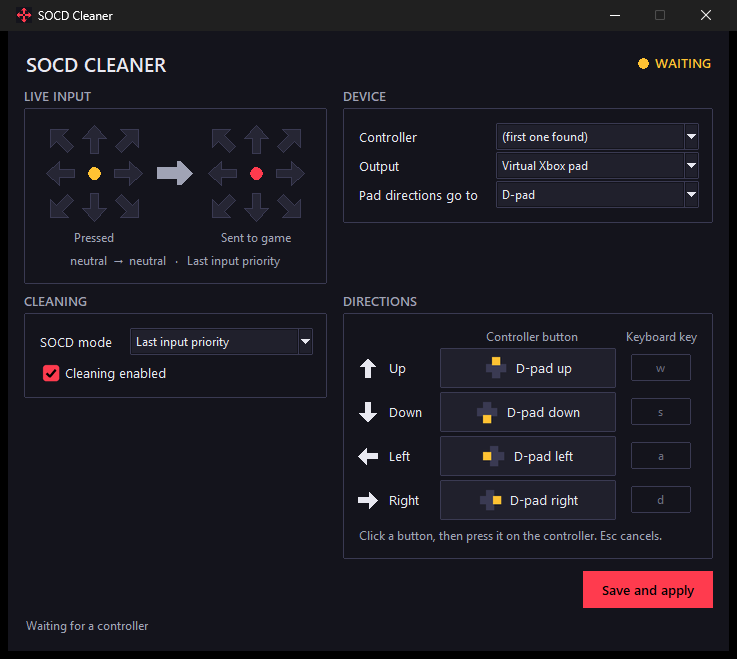 SOCD Cleaner
SOCD CLEANER
WAITING
LIVE INPUT
Pressed
Sent to game
neutral → neutral · Last input priority
DEVICE
Controller
(first one found)
Output
Virtual Xbox pad
Pad directions go to
D-pad
CLEANING
SOCD mode
Last input priority
Cleaning enabled
DIRECTIONS
Controller button
Keyboard key
Up
D-pad up
w
Down
D-pad down
s
Left
D-pad left
a
Right
D-pad right
d
Click a button, then press it on the controller. Esc cancels.
Save and apply
Waiting for a controller